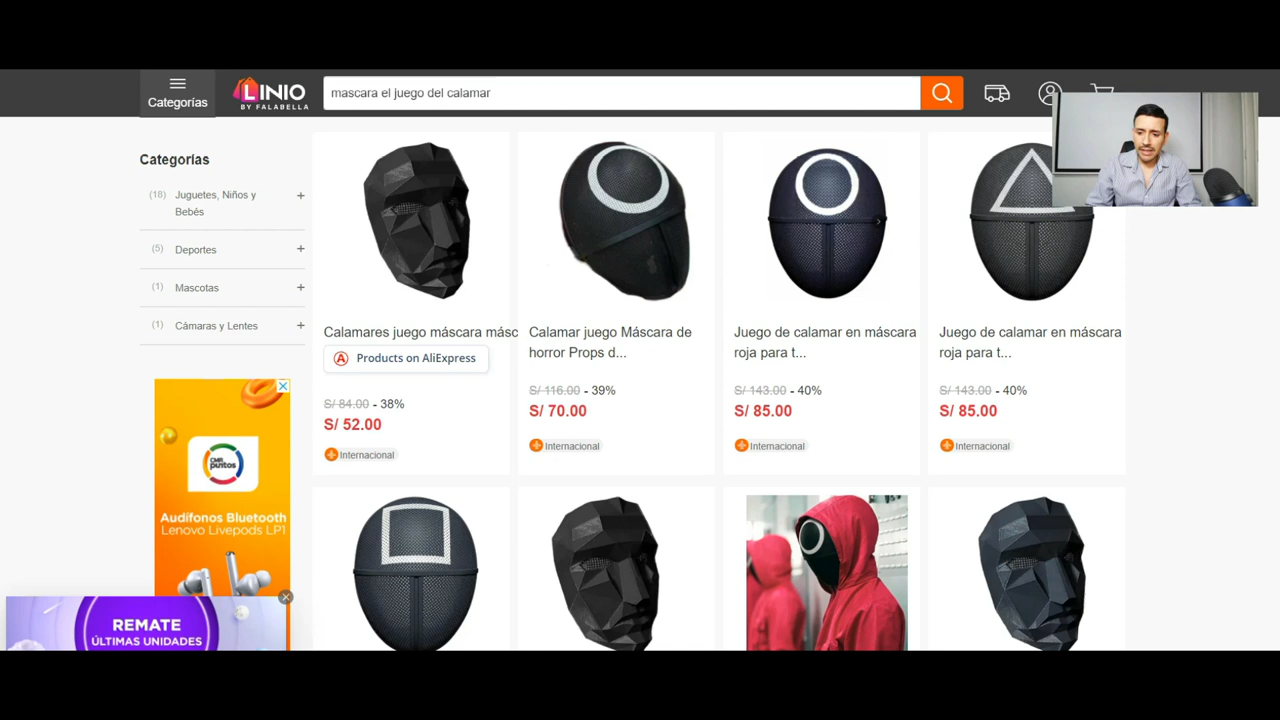 Categorías
LINIO
BY FALABELLA
mascara el juego del calamar
Categorías
(18) Juguetes, Niños y
Bebés +
(5) Deportes +
(1) Mascotas +
(1) Câmaras y Lentes +
Calamares juego máscara másc
Products on AliExpress
S/ 84.00 - 38%
S/ 52.00
Internacional
Calamar juego Máscara de
horror Props d...
S/ 116.00 - 39%
S/ 70.00
Internacional
Juego de calamar en máscara
roja para t...
S/ 143.00 - 40%
S/ 85.00
Internacional
Juego de calamar en máscara
roja para t...
S/ 143.00 - 40%
S/ 85.00
Internacional
CMR
puntos
Audífonos Bluetooth
Lenovo Livepods LP1
REMATE
ÚLTIMAS UNIDADES